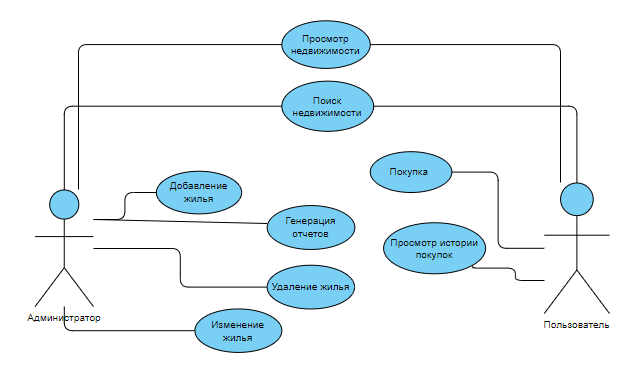 Просмотр
недвижимости
Поиск
недвижимости
Добавление
жилья
Покупка
Генерация
отчетов
Просмотр истории
покупок
Удаление жилья
Администратор
Изменение
жилья
Пользователь